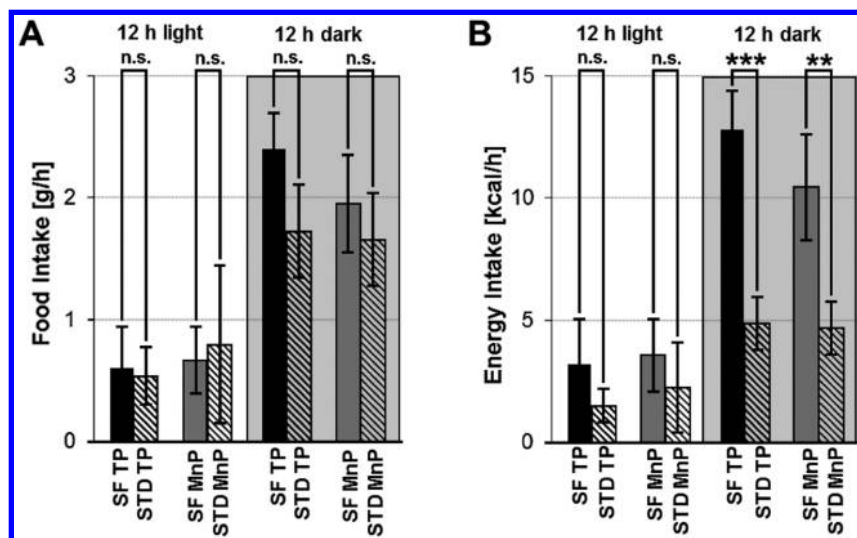 A
12 h light
12 h dark
n.s.
n.s.
n.s.
n.s.
3
2
1
0
Food Intake [g/h]
SF TP
STD TP
SF MnP
STD MnP
SF TP
STD TP
SF MnP
STD MnP
B
12 h light
12 h dark
n.s.
n.s.
***
**
15
10
5
0
Energy Intake [kcal/h]
SF TP
STD TP
SF MnP
STD MnP
SF TP
STD TP
SF MnP
STD MnP